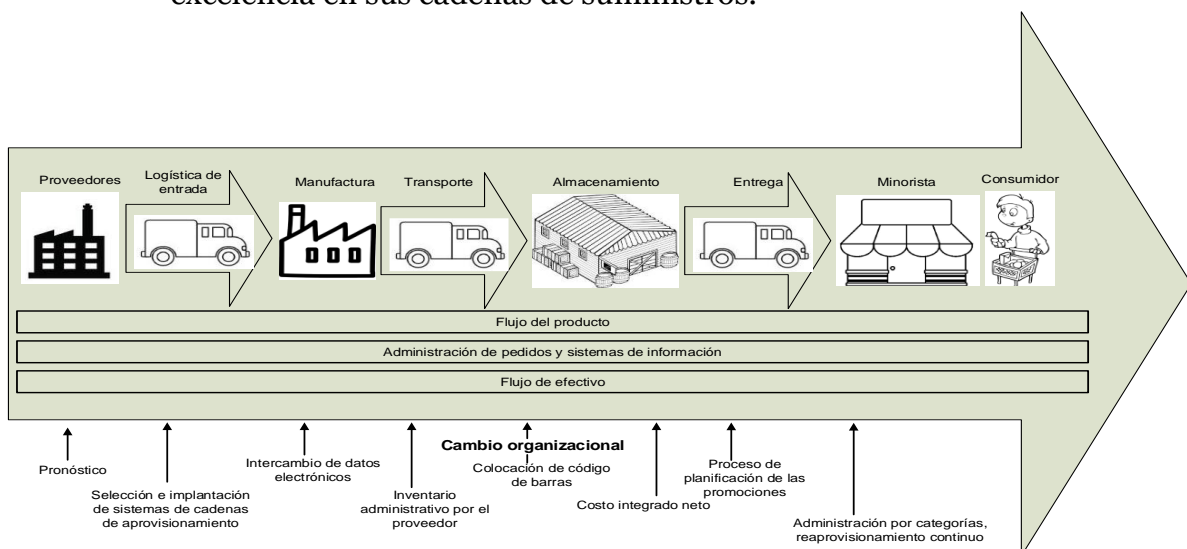 excelencia en sus cadenas de suministros.
Proveedores
Logística de
entrada
Manufactura
Transporte
Almacenamiento
Entrega
Minorista
Consumidor
Flujo del producto
Administración de pedidos y sistemas de información
Flujo de efectivo
Cambio organizacional
Pronóstico
Selección e implantación
de sistemas de cadenas
de aprovisionamiento
Intercambio de datos
electrónicos
Inventario
administrativo por el
proveedor
Colocación de código
de barras
Costo integrado neto
Proceso de
planificación de las
promociones
Administración por categorías,
reaprovisionamiento continuo